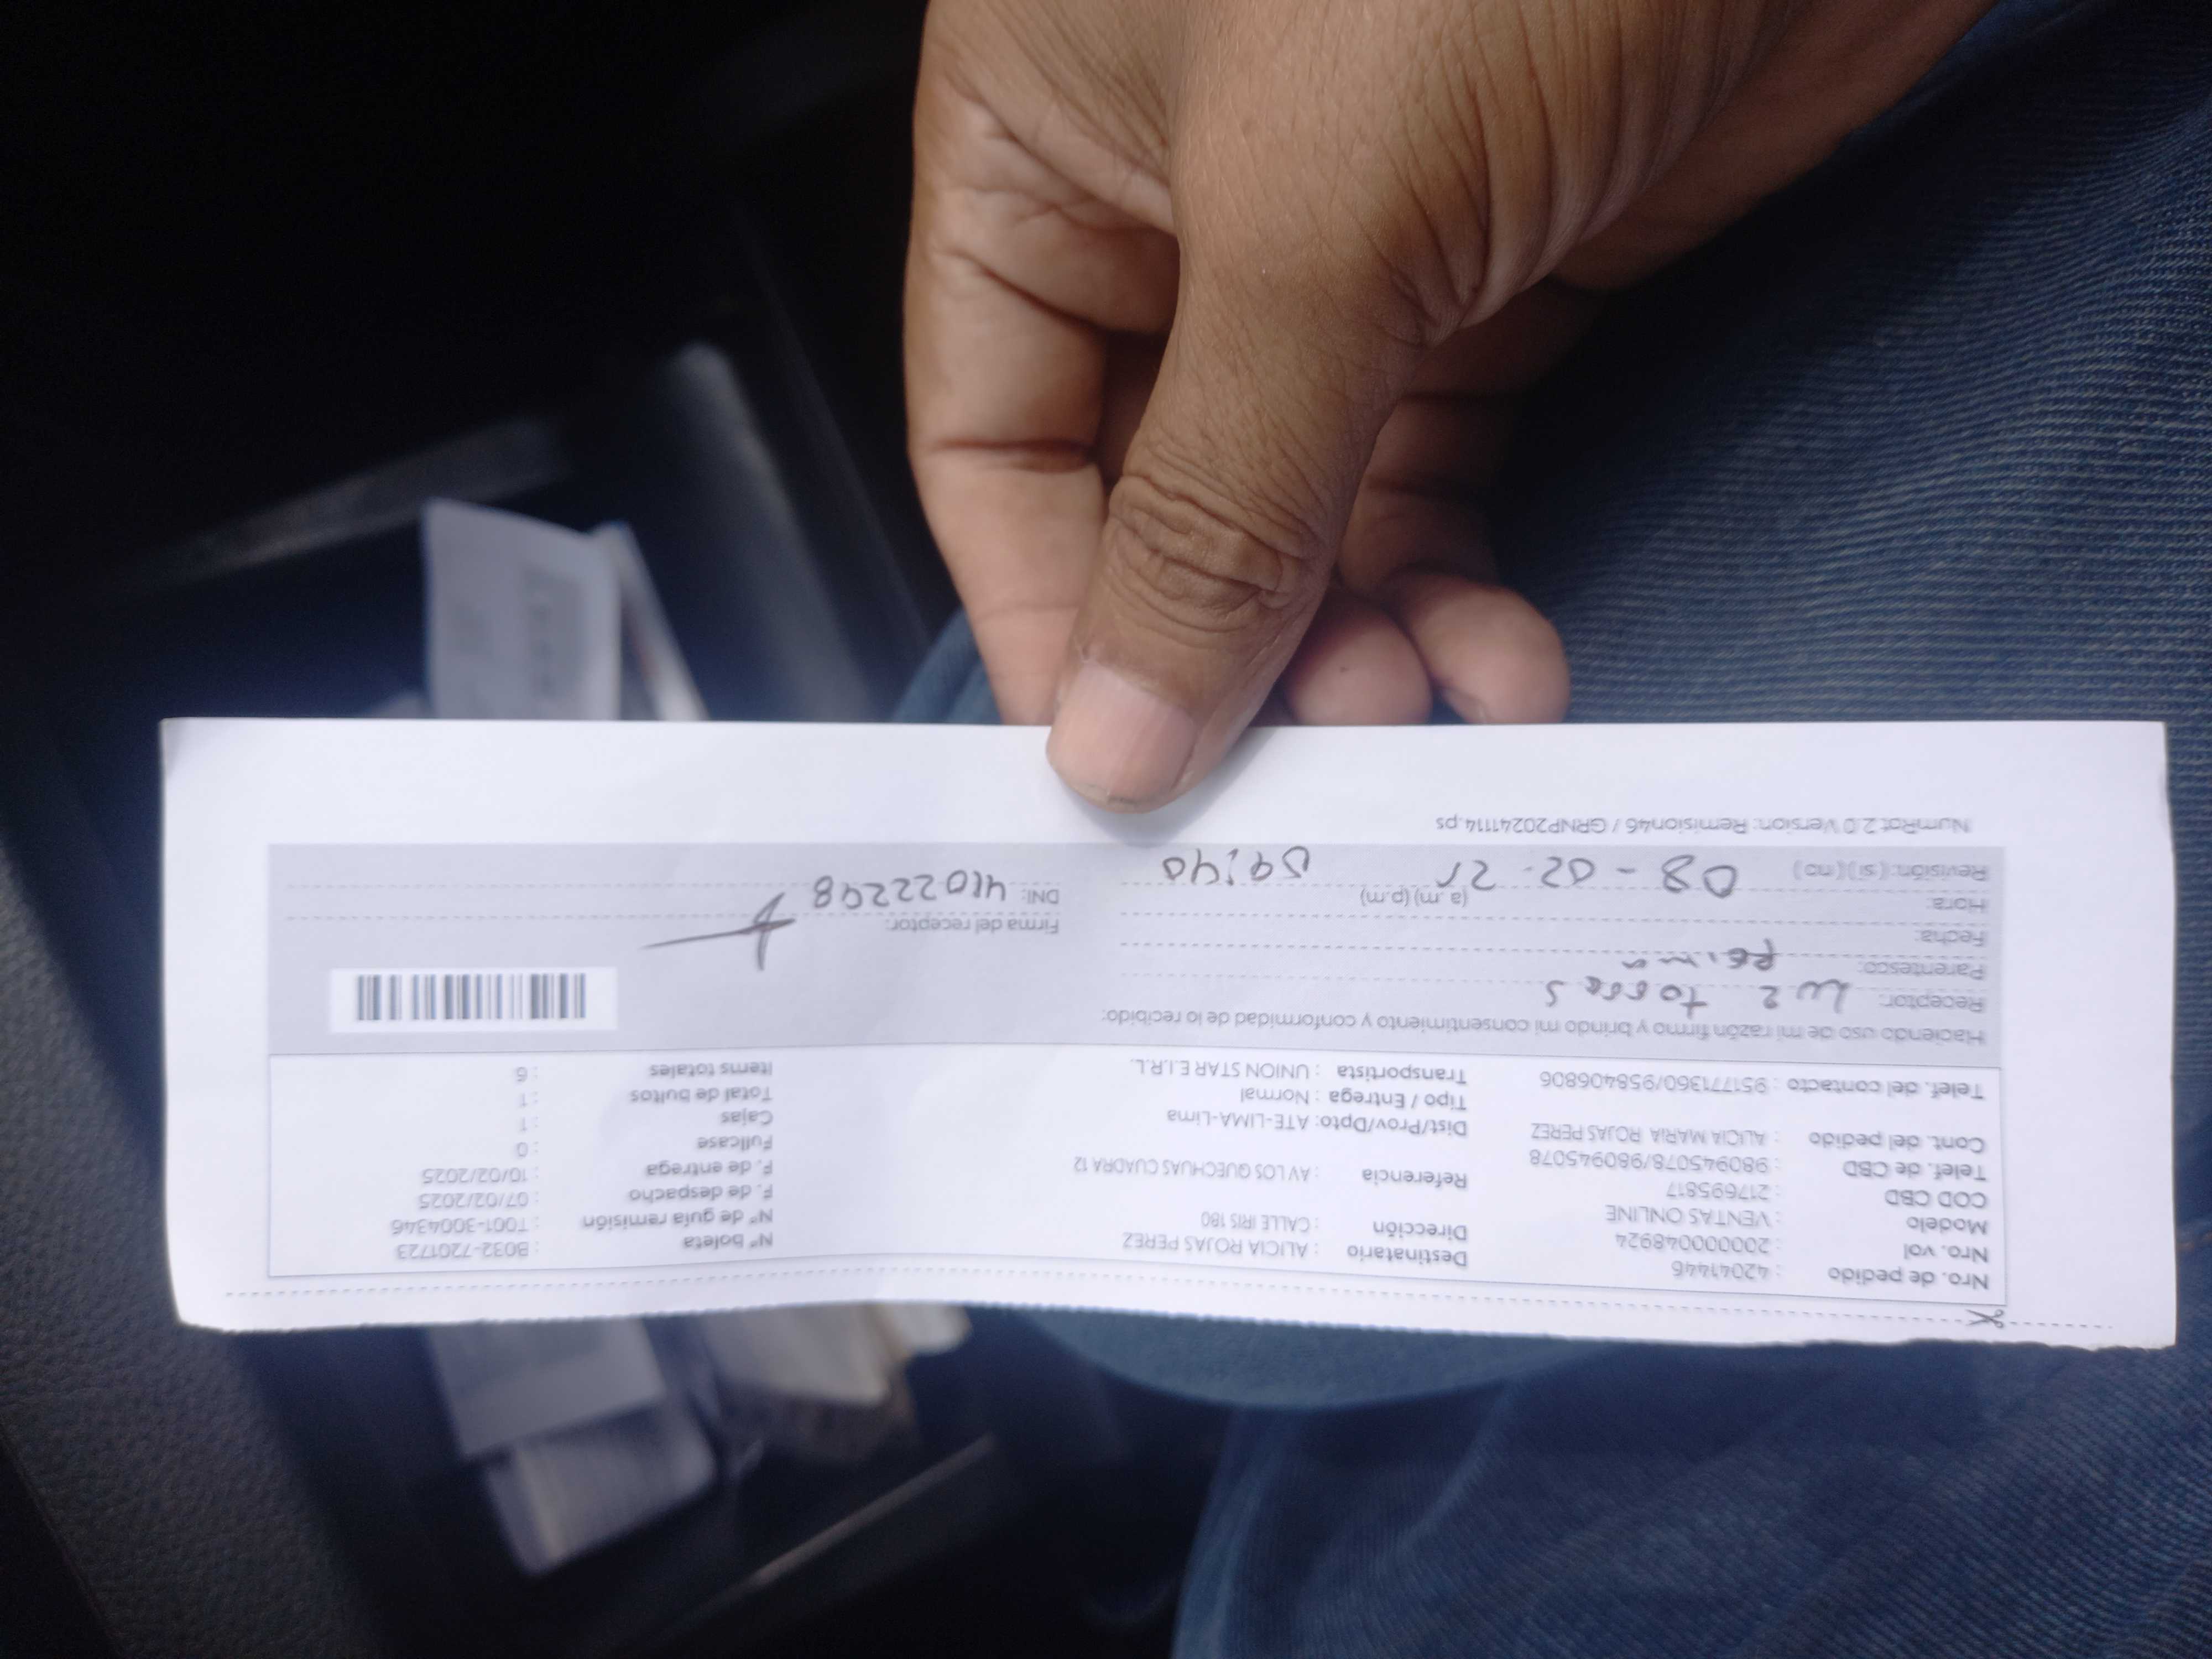 Nro. de pedido : 42041446
Nro. vol : 200000048924
Modelo : VENTAS ONLINE
COD CBD : 217695817
Telef. de CBD : 980945078/980945078
Cont. del pedido : ALICIA MARIA ROJAS PEREZ
Telef. del contacto : 951771360/958406806
Destinatario : ALICIA ROJAS PEREZ
Dirección : CALLE IRIS 180
Referencia : AV LOS QUECHUAS CUADRA 12
Dist/Prov/Dpto: ATE-LIMA-Lima
Tipo / Entrega : Normal
Transportista : UNION STAR E.I.R.L.
N° boleta : B032-7201723
N° de guía remisión : T001-3004346
F. de despacho : 07/02/2025
F. de entrega : 10/02/2025
Fullcase : 0
Cajas : 1
Total de bultos : 1
Items totales : 6
Haciendo uso de mi razón firmo y brindo mi consentimiento y conformidad de lo recibido:
Receptor: Luz torres
Parentesco:
Fecha:
Hora: (a.m) (p.m)
Revisión: (si) (no) 08-02-25
Firma del receptor:
DNI: 41022298
NumRot 2.0 Version: Remision46 / GRNP20241114.ps